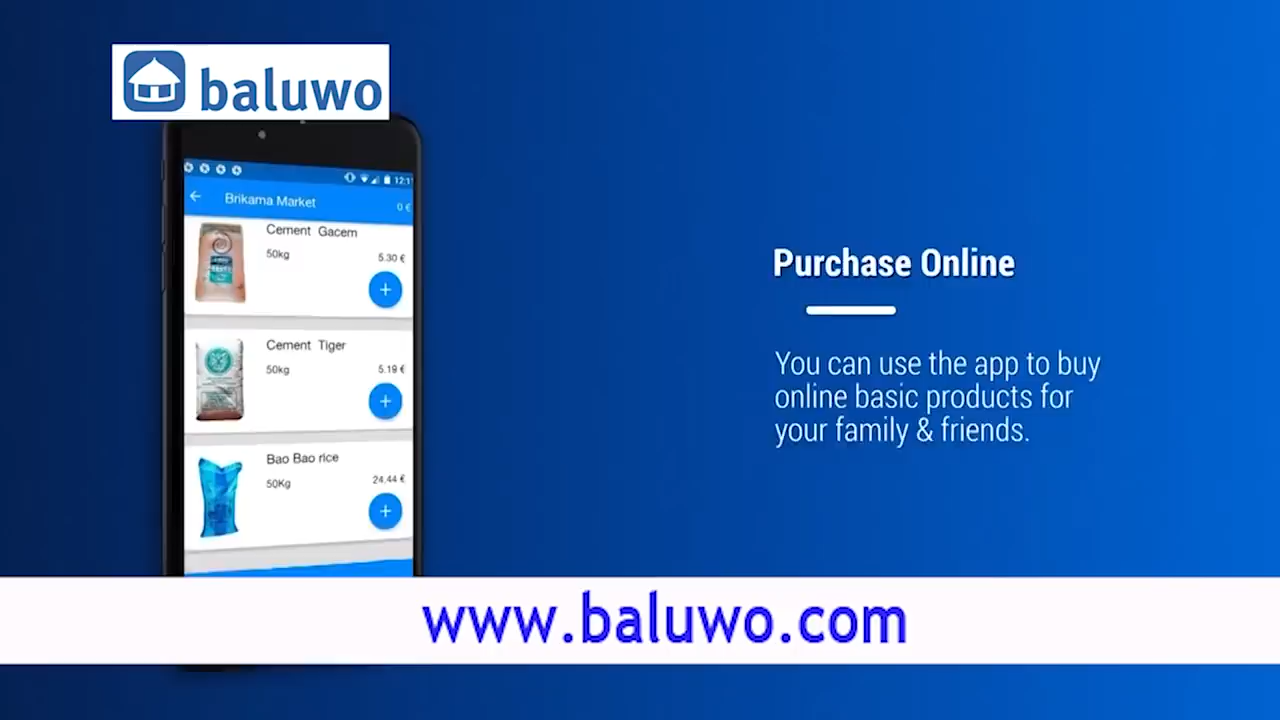 baluwo
12:11
Brikama Market
0 €
Cement Gacem
50kg
5.30 €
+
Cement Tiger
50kg
5.19 €
+
Bao Bao rice
50Kg
24.44 €
+
Purchase Online
You can use the app to buy
online basic products for
your family & friends.
www.baluwo.com